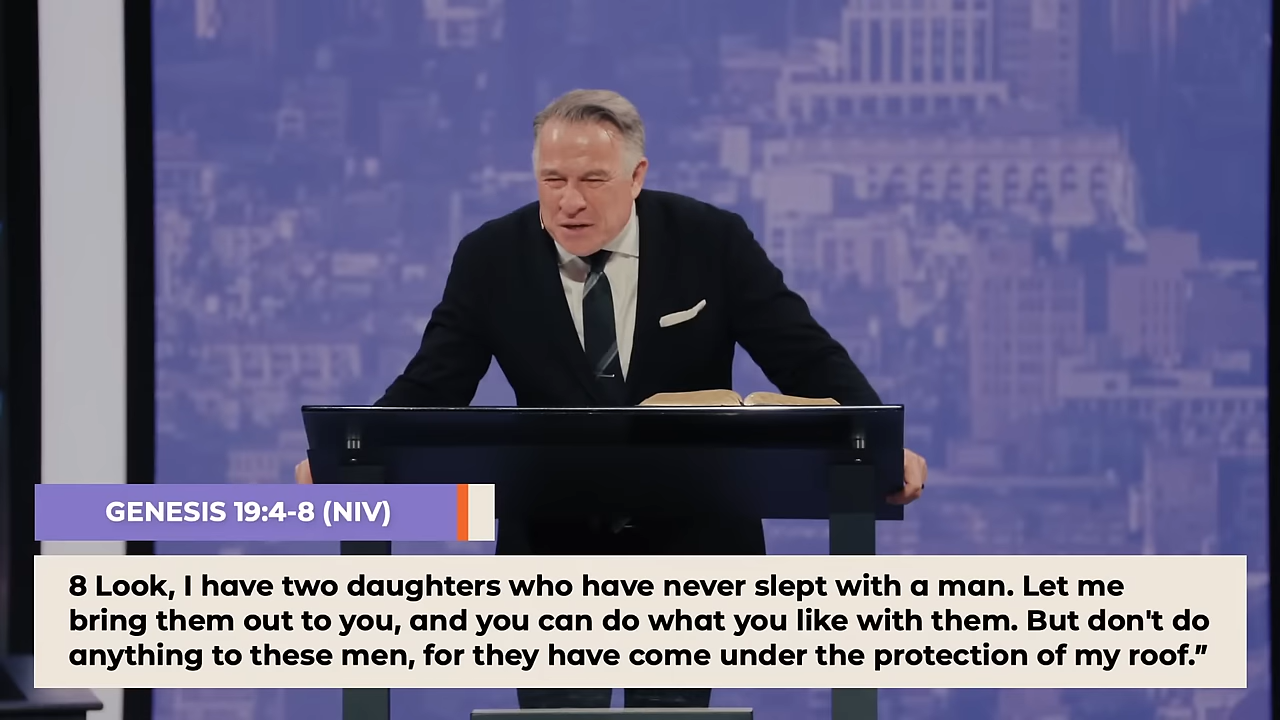 GENESIS 19:4-8 (NIV)
8 Look, I have two daughters who have never slept with a man. Let me
bring them out to you, and you can do what you like with them. But don't do
anything to these men, for they have come under the protection of my roof.”